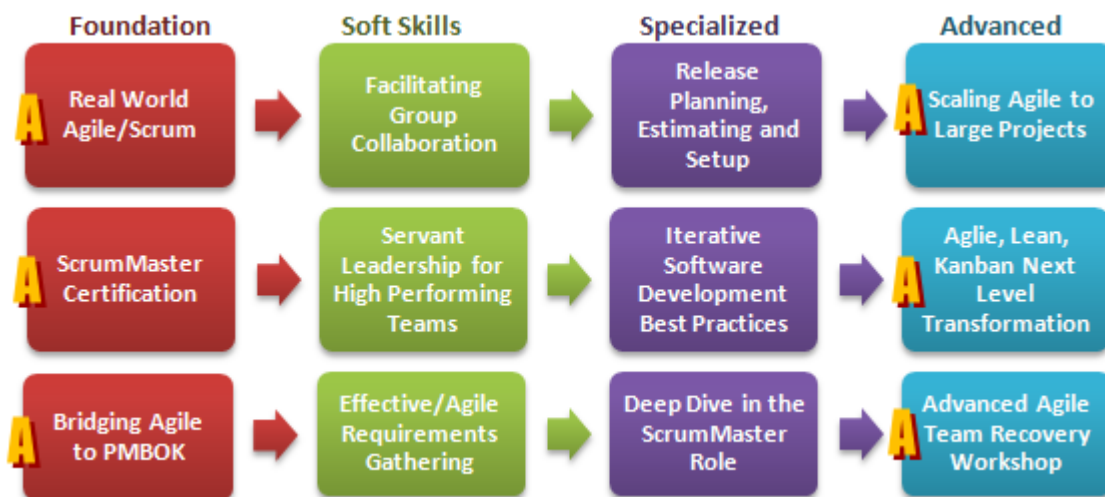 Foundation
Soft Skills
Specialized
Advanced
A
Real World
Agile/Scrum
Facilitating
Group
Collaboration
Release
Planning,
Estimating and
Setup
A
Scaling Agile to
Large Projects
A
ScrumMaster
Certification
Servant
Leadership for
High Performing
Teams
Iterative
Software
Development
Best Practices
A
Aglie, Lean,
Kanban Next
Level
Transformation
A
Bridging Agile
to PMBOK
Effective/Agile
Requirements
Gathering
Deep Dive in the
ScrumMaster
Role
A
Advanced Agile
Team Recovery
Workshop